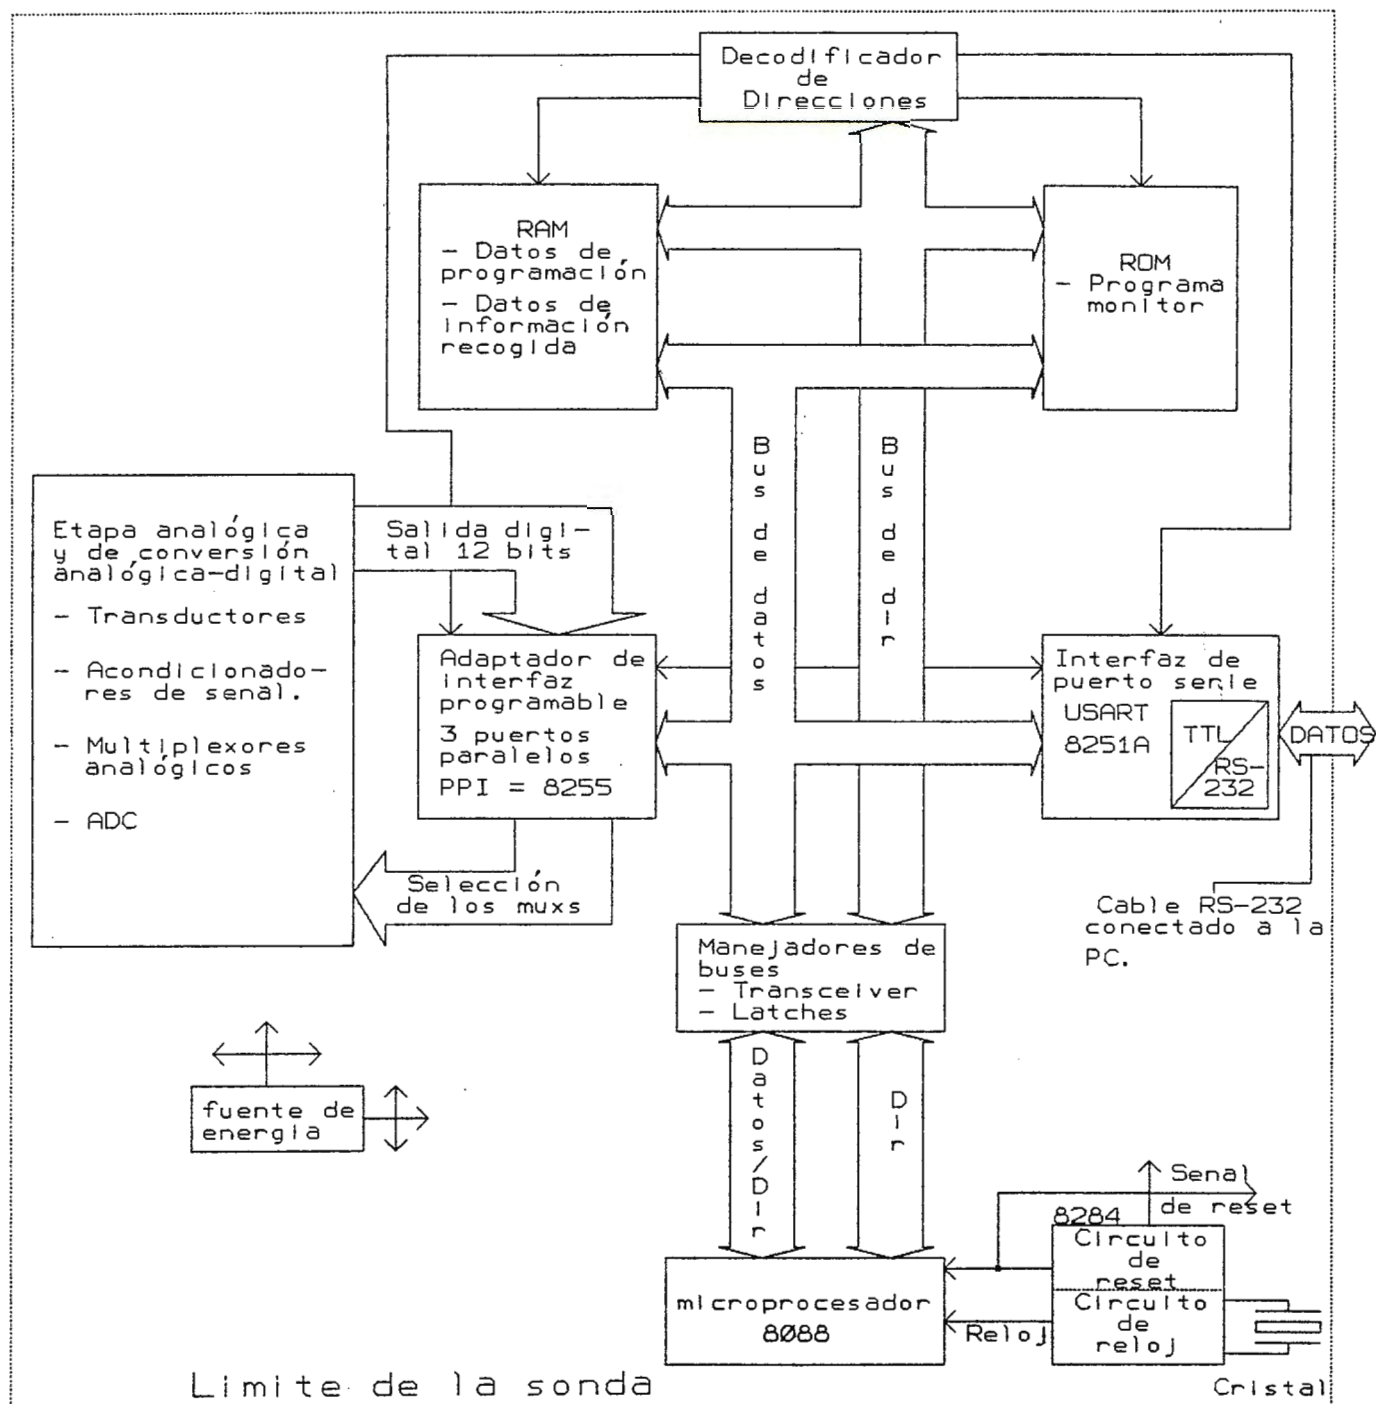 Decodificador
de
Direcciones
RAM
- Datos de
programación
- Datos de
información
recogida
ROM
- Programa
monitor
Bus de datos
Bus de dir
Etapa analógica
y de conversión
analógica-digital
- Transductores
- Acondicionado-
res de senal.
- Multiplexores
analógicos
- ADC
Salida digi-
tal 12 bits
Adaptador de
interfaz
programable
3 puertos
paralelos
PPI = 8255
Interfaz de
puerto serie
USART
8251A
TTL
RS-
232
DATOS
Selección
de los muxs
Cable RS-232
conectado a la
PC.
Manejadores de
buses
- Transceiver
- Latches
Datos/Dir
Dir
fuente de
energia
Senal
de reset
8284
Circuito
de
reset
Circuito
de
reloj
microprocesador
8088
Reloj
Limite de la sonda
Cristal